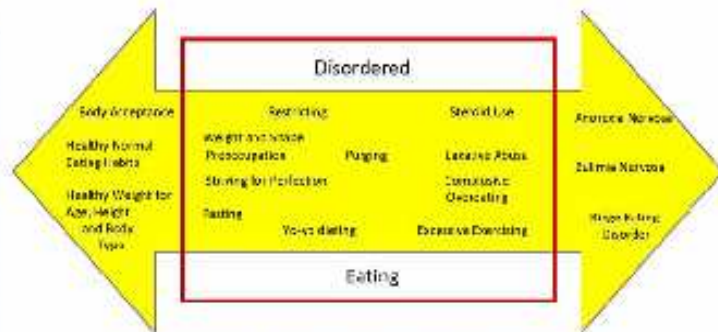 Disordered
Body Acceptance
Healthy Normal
Eating Habits
Healthy Weight for
Age, Height
and Body
Type
Restricting
Steroid Use
Weight and Shape
Preoccupation
Purging
Laxative Abuse
Striving for Perfection
Compulsive
Overeating
Fasting
Yo-yo dieting
Excessive Exercising
Anorexia Nervosa
Bulimia Nervosa
Binge Eating
Disorder
Eating